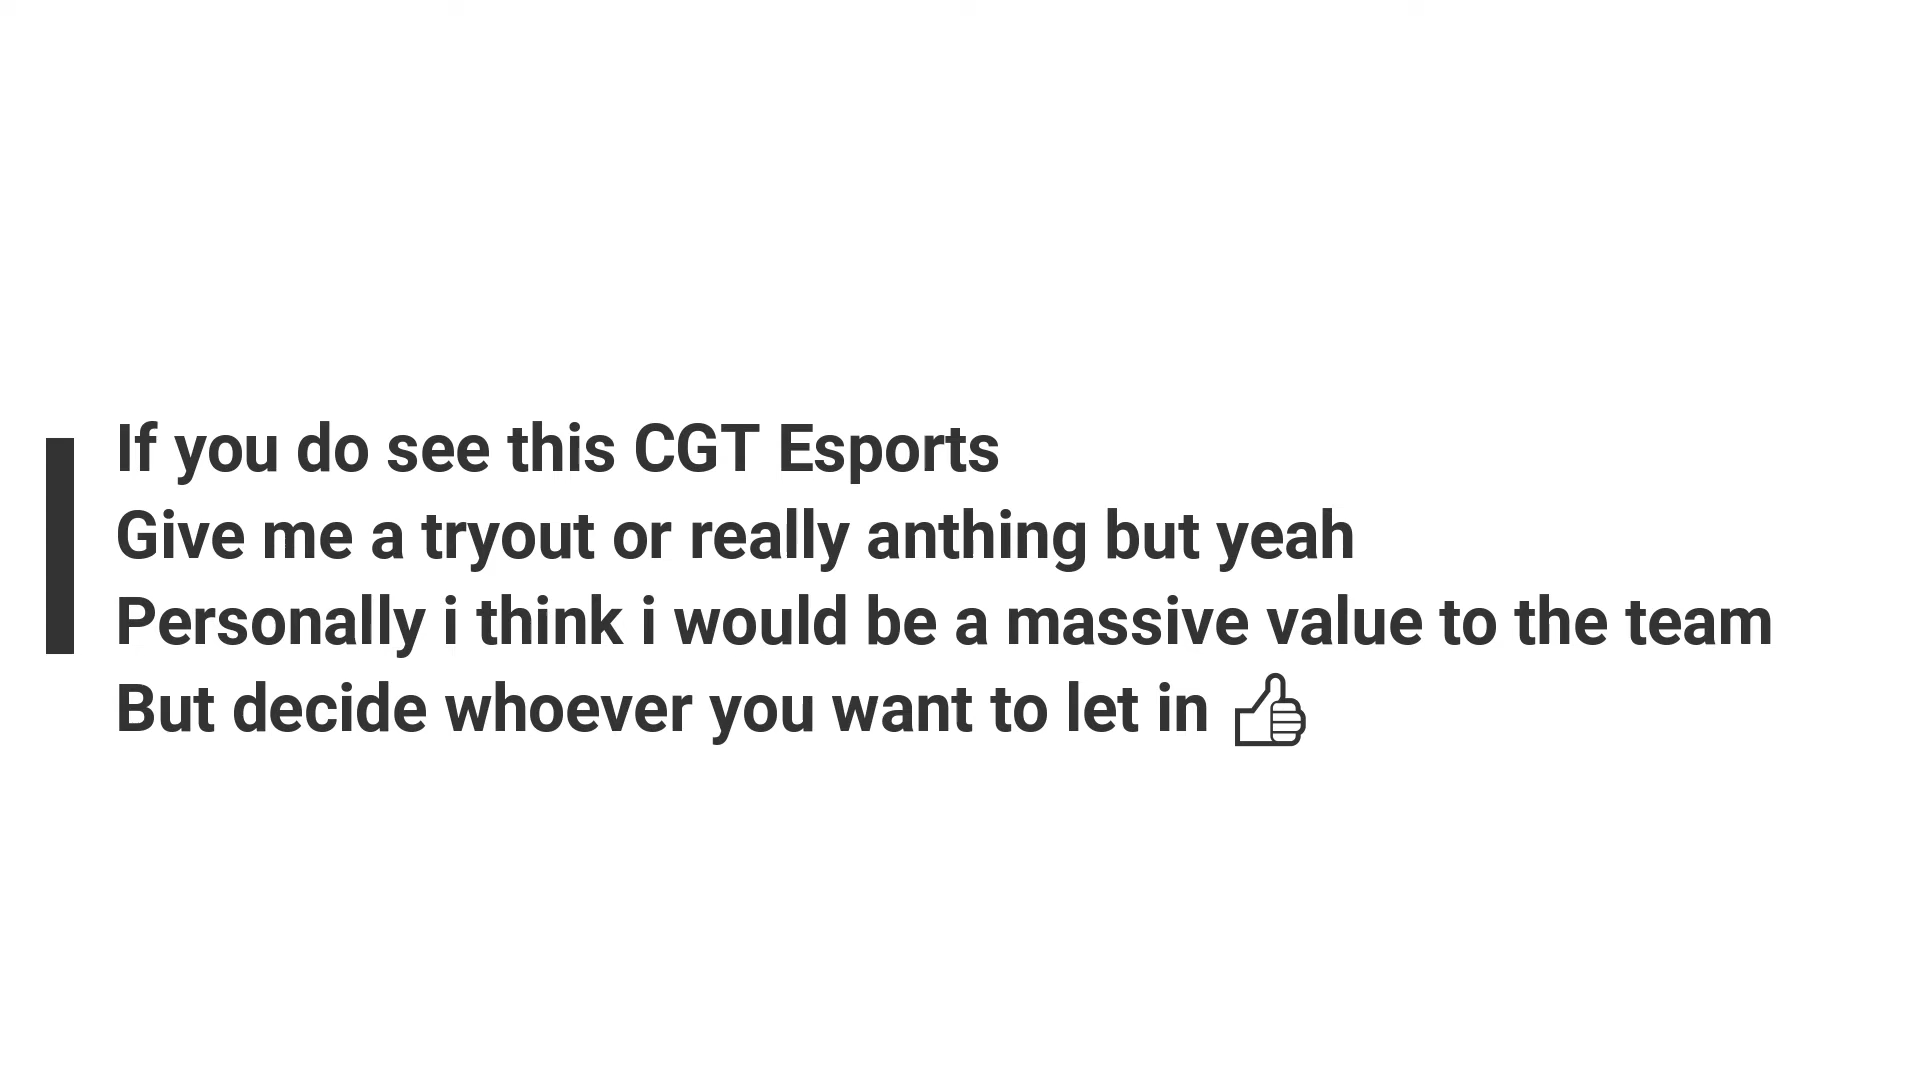 If you do see this CGT Esports
Give me a tryout or really anthing but yeah
Personally i think i would be a massive value to the team
But decide whoever you want to let in 👍